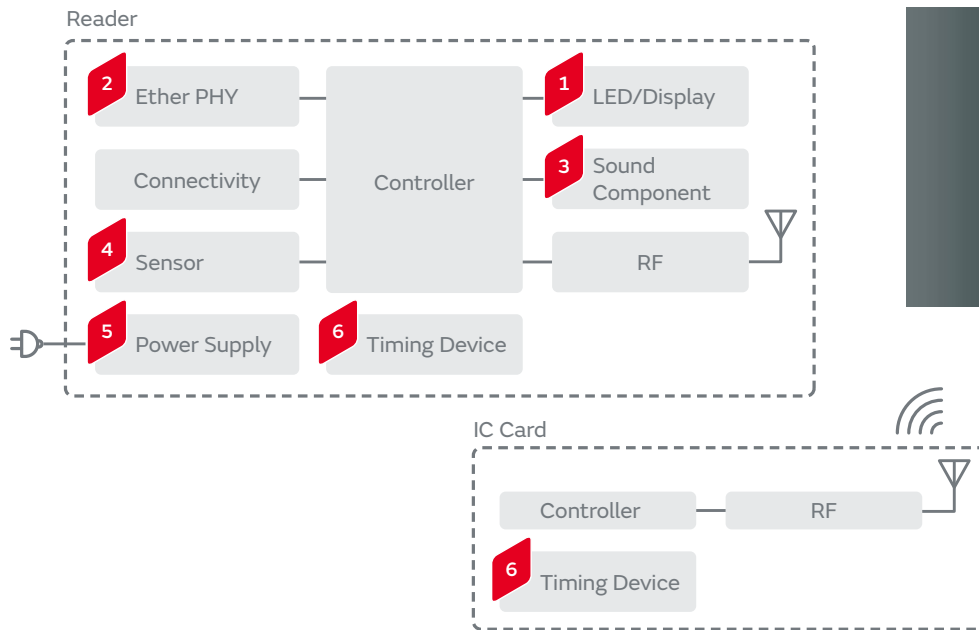 Reader
2
Ether PHY
1
LED/Display
Connectivity
Controller
3
Sound
Component
4
Sensor
RF
5
Power Supply
6
Timing Device
IC Card
Controller
RF
6
Timing Device